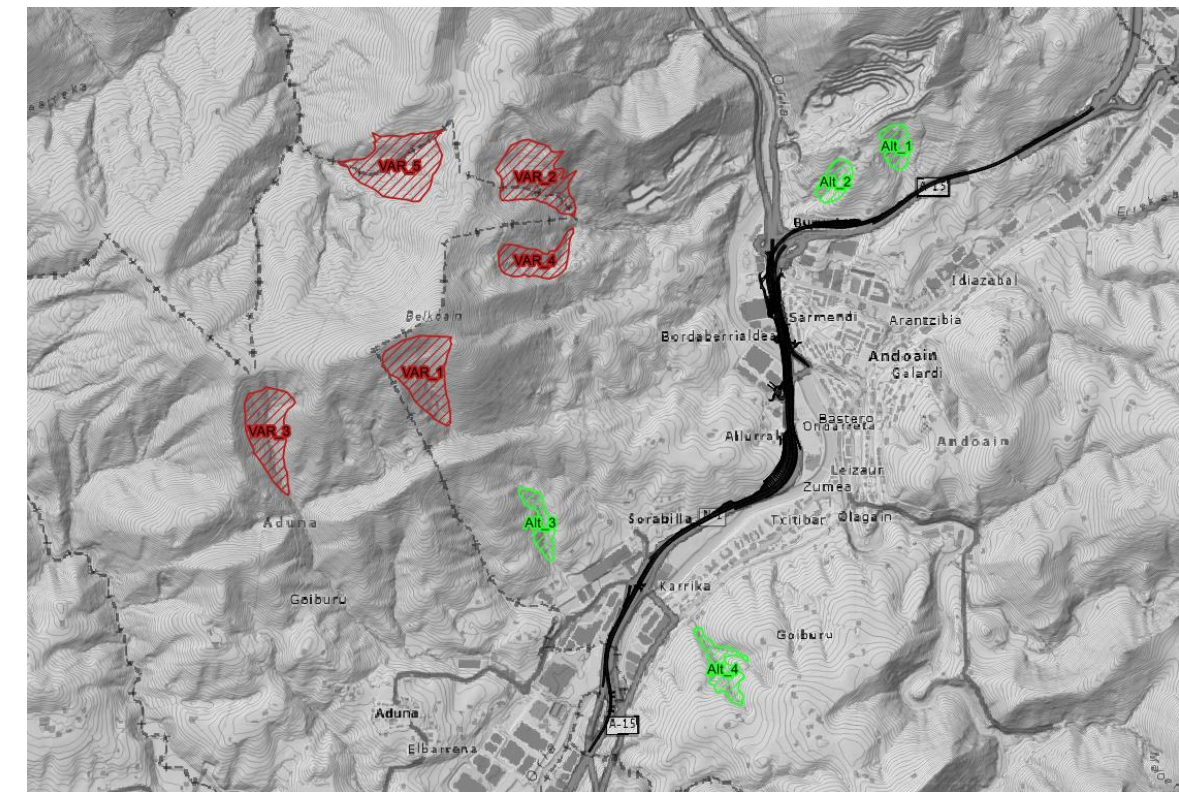 Oria
Alt_1
VAR_5
VAR_2
Alt_2
A-15
VAR_4
Idiazabal
Belkoain
Sarmendi
Arantzibia
Bordaberrialdea
Andoain
Galardi
VAR_1
Bastero
Ondarreta
VAR_3
Allurralde
Andoain
Leizaur
Zumea
Aduna
Alt_3
Sorabilla
Txitibar
Olagain
Karrika
Goiburu
Goiburu
Alt_4
Aduna
A-15
Elbarrena